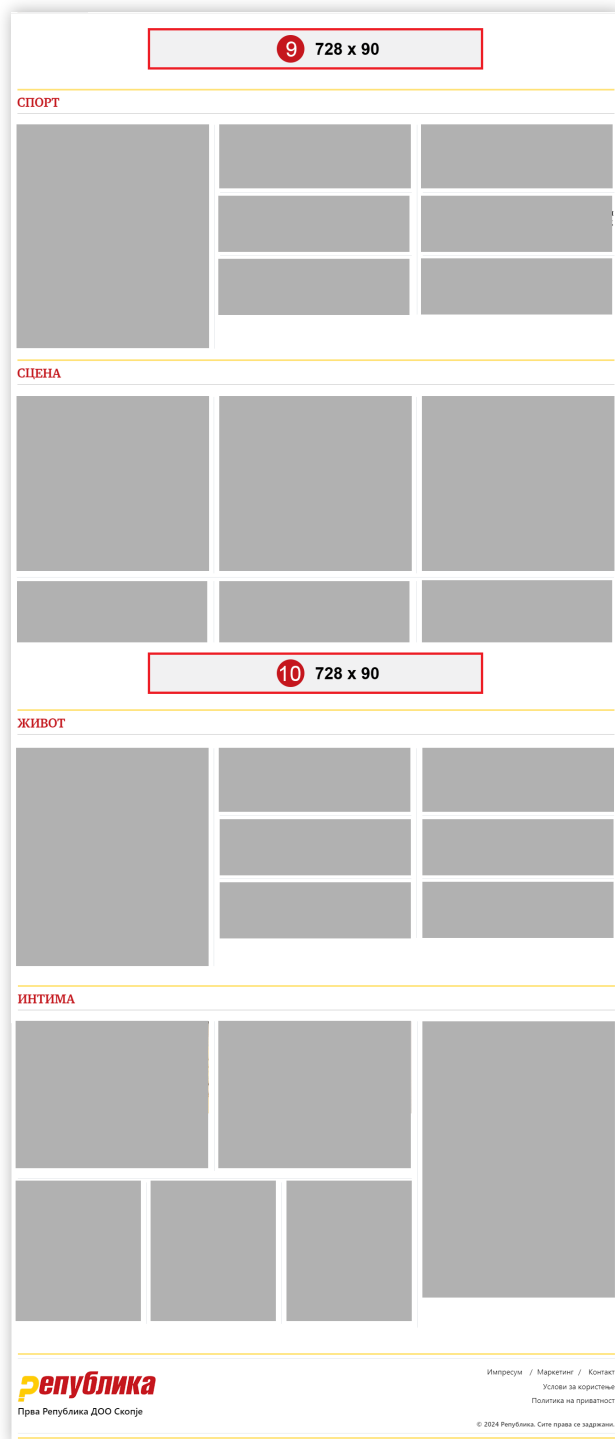 9 728 x 90
СПОРТ
СЦЕНА
10 728 x 90
ЖИВОТ
ИНТИМА
Република
Прва Република ДОО Скопје
Импресум / Маркетинг / Контакт
Услови за користење
Политика на приватност
© 2024 Република. Сите права се задржани.